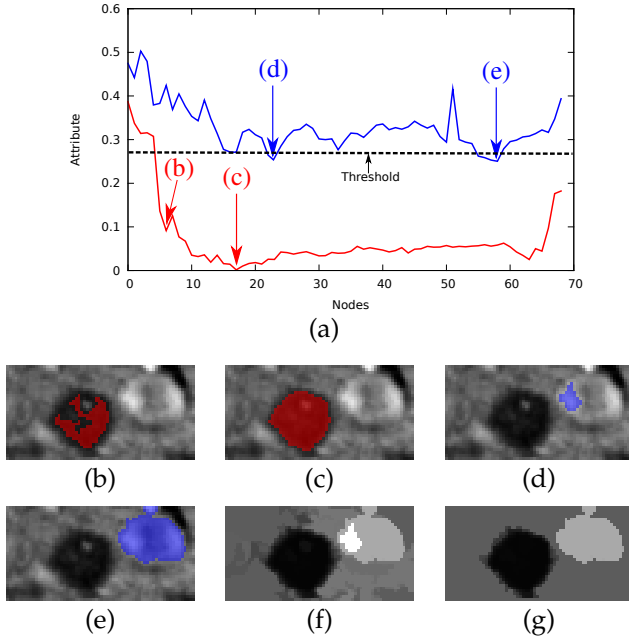 0.6
(d)
(e)
0.5
0.4
0.3
0.2
0.1
0
Attribute
Threshold
(b)
(c)
0 10 20 30 40 50 60 70
Nodes
(a)
(b) (c) (d)
(e) (f) (g)